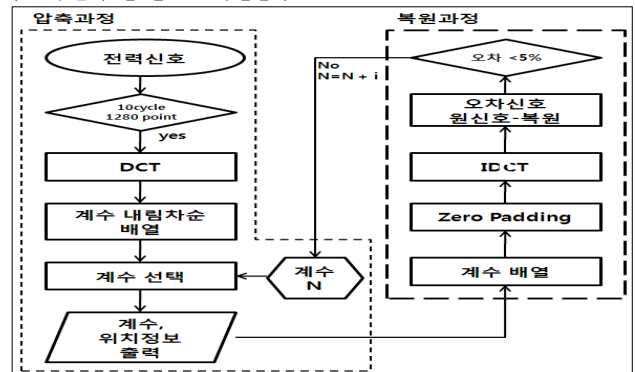 압축과정
전력신호
10cycle
1280 point
yes
DCT
계수 내림차순
배열
계수 선택
계수,
위치정보
출력
계수
N
No
N=N + i
복원과정
오차 <5%
오차신호
원신호-복원
IDCT
Zero Padding
계수 배열